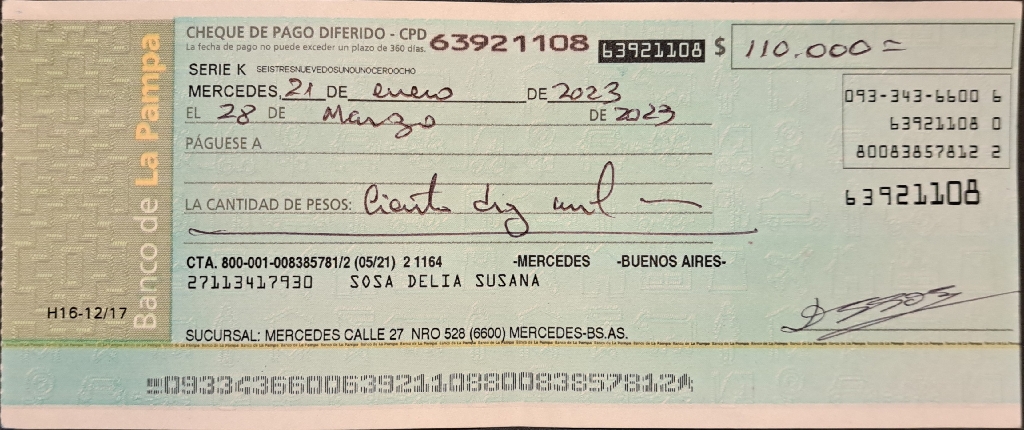 Banco de La Pampa
H16-12/17
CHEQUE DE PAGO DIFERIDO - CPD 63921108 63921108 $ 110.000 =
La fecha de pago no puede exceder un plazo de 360 días.
SERIE K SEISTRESNUEVEDOSUNOUNOCEROOCHO
MERCEDES, 21 DE enero DE 2023
EL 28 DE Marzo DE 2023
093-343-6600 6
63921108 0
80083857812 2
PÁGUESE A
63921108
LA CANTIDAD DE PESOS: Ciento diez mil —
CTA. 800-001-008385781/2 (05/21) 2 1164 -MERCEDES -BUENOS AIRES-
27113417930 SOSA DELIA SUSANA
SUCURSAL: MERCEDES CALLE 27 NRO 528 (6600) MERCEDES-BS.AS.
09334366006392110880083857812